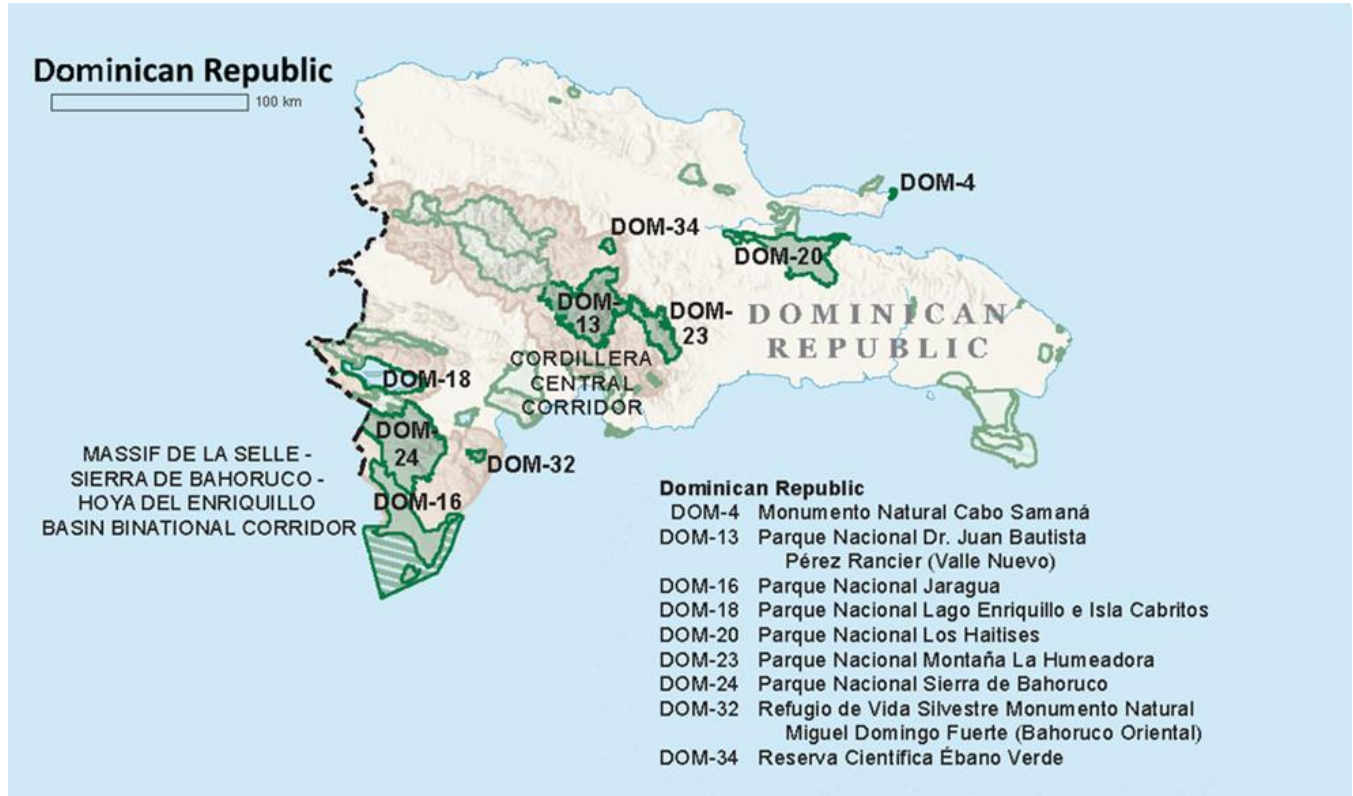 Dominican Republic
100 km
DOM-4
DOM-34
DOM-20
DOM-
13
DOM-
23
DOMINICAN
REPUBLIC
CORDILLERA
CENTRAL
CORRIDOR
DOM-18
DOM-
24
DOM-32
DOM-16
MASSIF DE LA SELLE -
SIERRA DE BAHORUCO -
HOYA DEL ENRIQUILLO
BASIN BINATIONAL CORRIDOR
Dominican Republic
DOM-4 Monumento Natural Cabo Samaná
DOM-13 Parque Nacional Dr. Juan Bautista
Pérez Rancier (Valle Nuevo)
DOM-16 Parque Nacional Jaragua
DOM-18 Parque Nacional Lago Enriquillo e Isla Cabritos
DOM-20 Parque Nacional Los Haitises
DOM-23 Parque Nacional Montaña La Humeadora
DOM-24 Parque Nacional Sierra de Bahoruco
DOM-32 Refugio de Vida Silvestre Monumento Natural
Miguel Domingo Fuerte (Bahoruco Oriental)
DOM-34 Reserva Científica Ébano Verde